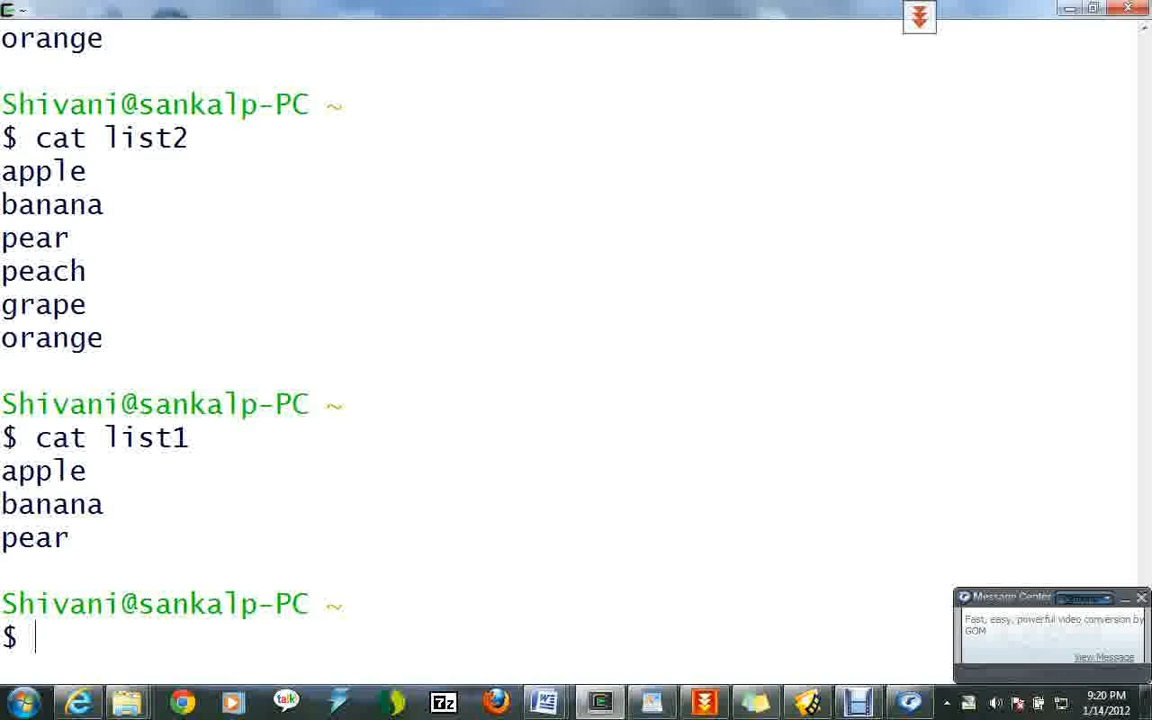 ~
orange
Shivani@sankalp-PC ~
$ cat list2
apple
banana
pear
peach
grape
orange
Shivani@sankalp-PC ~
$ cat list1
apple
banana
pear
Shivani@sankalp-PC ~
$
Message Center
Fast, easy, powerful video conversion by
GOM
View Message
talk
7z
9:20 PM
1/14/2012